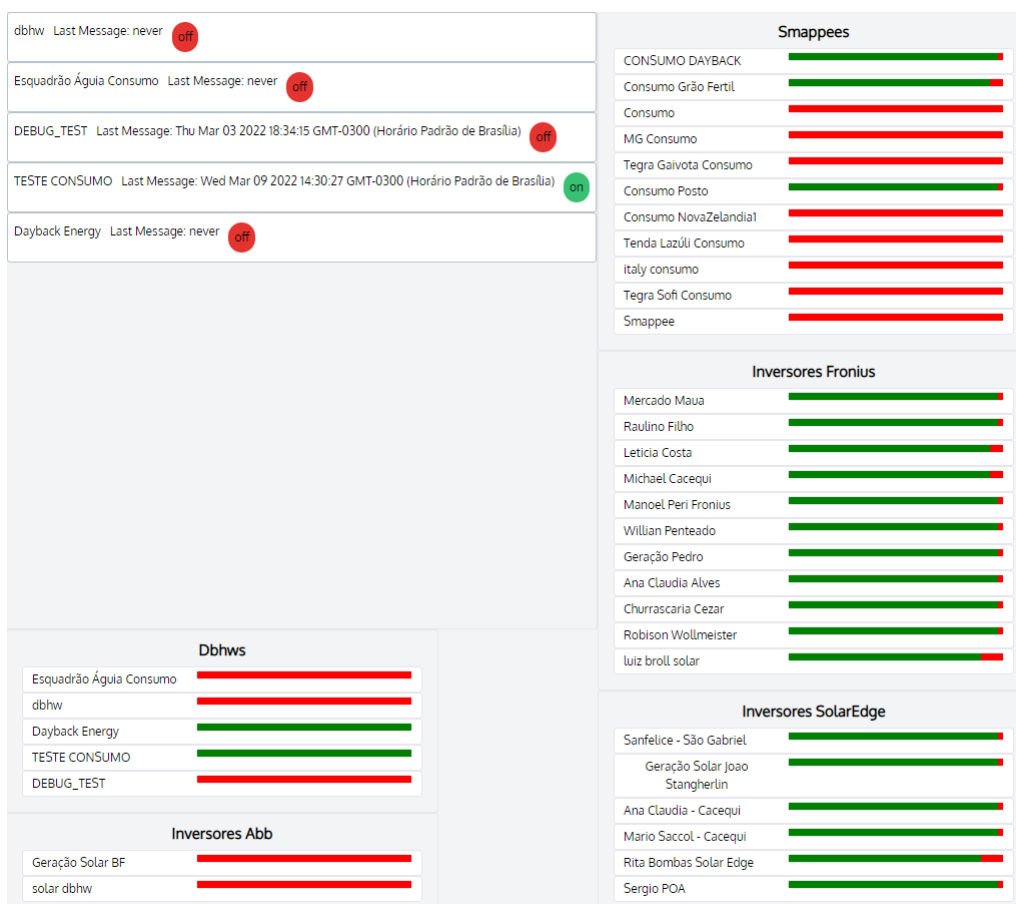 dbhw Last Message: never off
Esquadrão Águia Consumo Last Message: never off
DEBUG_TEST Last Message: Thu Mar 03 2022 18:34:15 GMT-0300 (Horário Padrão de Brasília) off
TESTE CONSUMO Last Message: Wed Mar 09 2022 14:30:27 GMT-0300 (Horário Padrão de Brasília) on
Dayback Energy Last Message: never off
Dbhws
Esquadrão Águia Consumo
dbhw
Dayback Energy
TESTE CONSUMO
DEBUG_TEST
Inversores Abb
Geração Solar BF
solar dbhw
Smappees
CONSUMO DAYBACK
Consumo Grão Fertil
Consumo
MG Consumo
Tegra Gaivota Consumo
Consumo Posto
Consumo NovaZelandia1
Tenda Lazúli Consumo
italy consumo
Tegra Sofi Consumo
Smappee
Inversores Fronius
Mercado Maua
Raulino Filho
Leticia Costa
Michael Cacequi
Manoel Peri Fronius
Willian Penteado
Geração Pedro
Ana Claudia Alves
Churrascaria Cezar
Robison Wollmeister
luiz broll solar
Inversores SolarEdge
Sanfelice - São Gabriel
Geração Solar Joao
Stangherlin
Ana Claudia - Cacequi
Mario Saccol - Cacequi
Rita Bombas Solar Edge
Sergio POA